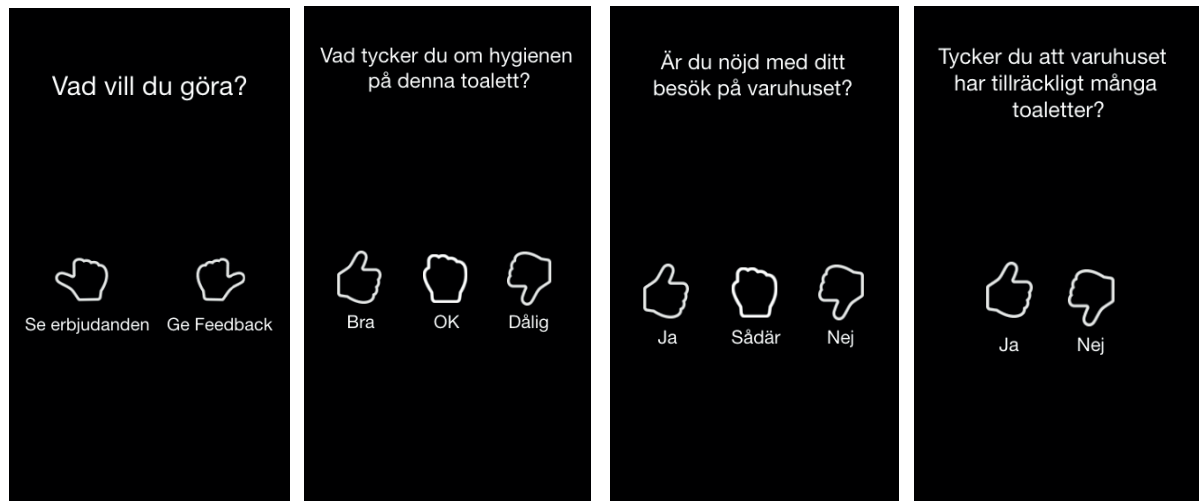 Vad vill du göra?
Se erbjudanden
Ge Feedback
Vad tycker du om hygienen
på denna toalett?
Bra
OK
Dålig
Är du nöjd med ditt
besök på varuhuset?
Ja
Sådär
Nej
Tycker du att varuhuset
har tillräckligt många
toaletter?
Ja
Nej